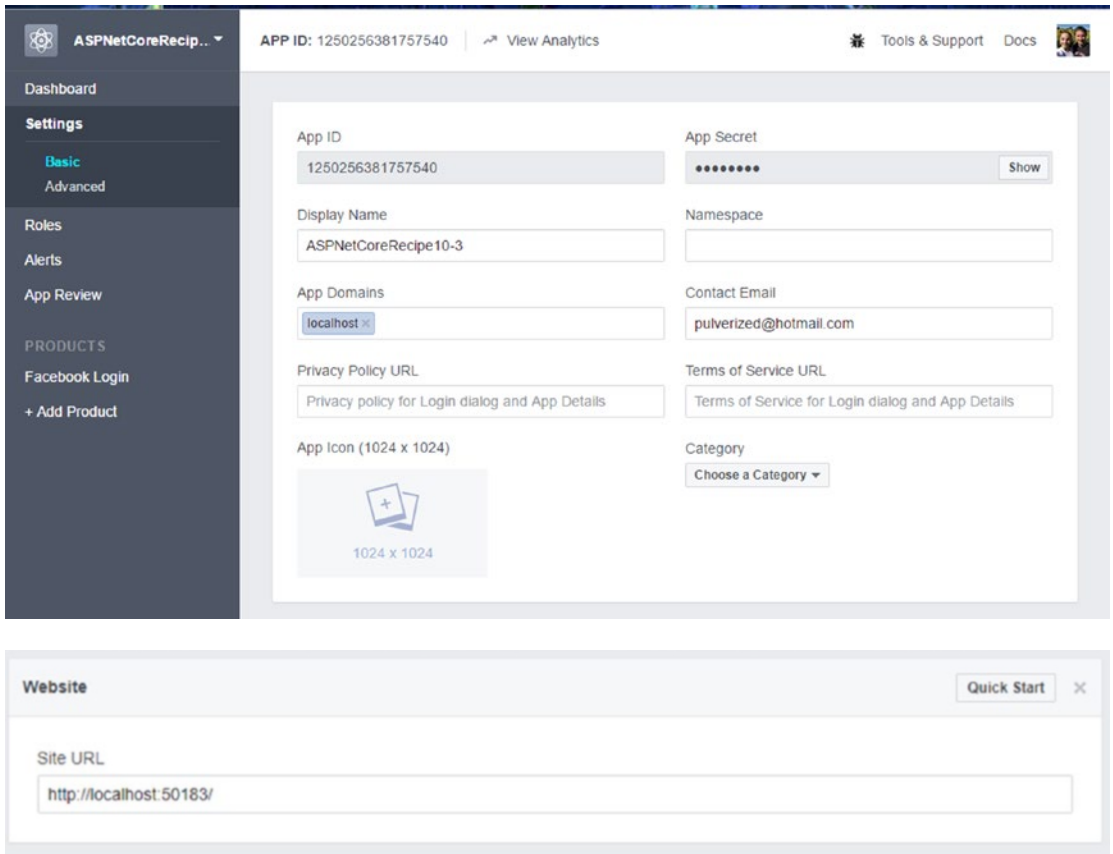 ASPNetCoreRecip...
APP ID: 1250256381757540
View Analytics
Tools & Support
Docs
Dashboard
Settings
Basic
Advanced
Roles
Alerts
App Review
PRODUCTS
Facebook Login
+ Add Product
App ID
App Secret
1250256381757540
●●●●●●●●
Show
Display Name
Namespace
ASPNetCoreRecipe10-3
App Domains
Contact Email
localhost ×
pulverized@hotmail.com
Privacy Policy URL
Terms of Service URL
Privacy policy for Login dialog and App Details
Terms of Service for Login dialog and App Details
App Icon (1024 x 1024)
Category
Choose a Category
1024 x 1024
Website
Quick Start
×
Site URL
http://localhost:50183/